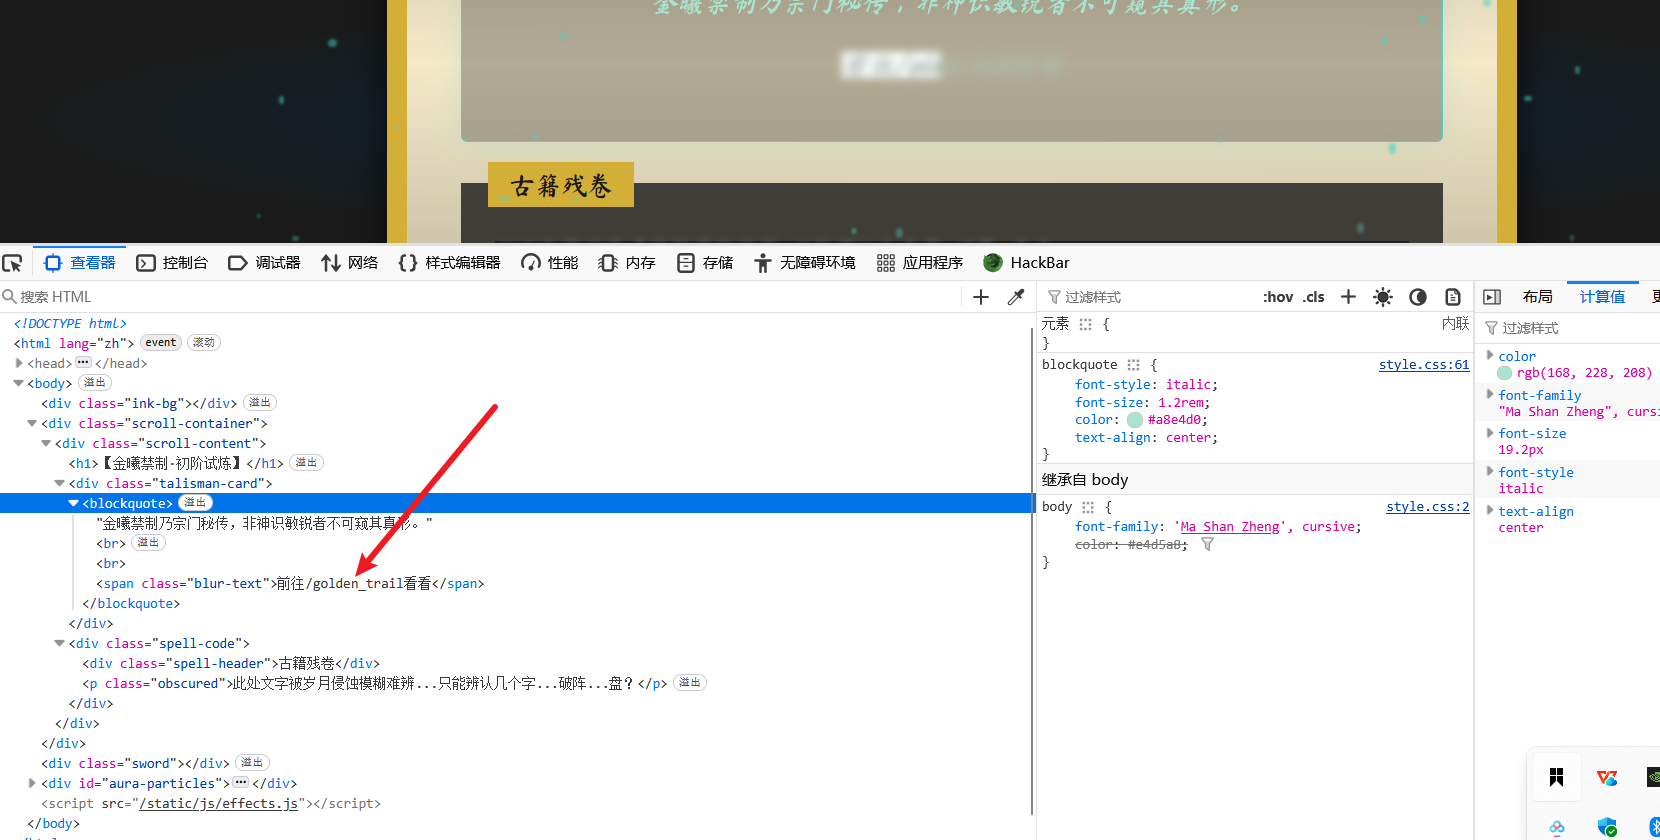 金曦禁制乃宗门秘传，非神识敏锐者不可窥其真形。
古籍残卷
查看器 控制台 调试器 网络 样式编辑器 性能 内存 存储 无障碍环境 应用程序 HackBar
搜索 HTML
过滤样式 :hov .cls
布局 计算值
<!DOCTYPE html>
<html lang="zh"> event 滚动
<head> ••• </head>
<body> 溢出
<div class="ink-bg"></div> 溢出
<div class="scroll-container">
<div class="scroll-content">
<h1>【金曦禁制·初阶试炼】</h1> 溢出
<div class="talisman-card">
<blockquote> 溢出
"金曦禁制乃宗门秘传，非神识敏锐者不可窥其真形。"
<br> 溢出
<br>
<span class="blur-text">前往/golden_trail看看</span>
</blockquote>
</div>
<div class="spell-code">
<div class="spell-header">古籍残卷</div>
<p class="obscured">此处文字被岁月侵蚀模糊难辨...只能辨认几个字...破阵...盘？</p> 溢出
</div>
</div>
</div>
<div class="sword"></div> 溢出
<div id="aura-particles"> ••• </div>
<script src="/static/js/effects.js"></script>
</body>
元素 { 内联
}
blockquote { style.css:61
font-style: italic;
font-size: 1.2rem;
color: #a8e4d0;
text-align: center;
}
继承自 body
body { style.css:2
font-family: 'Ma Shan Zheng', cursive;
color: #e4d5a8;
}
过滤样式
color
rgb(168, 228, 208)
font-family
"Ma Shan Zheng", cursi
font-size
19.2px
font-style
italic
text-align
center